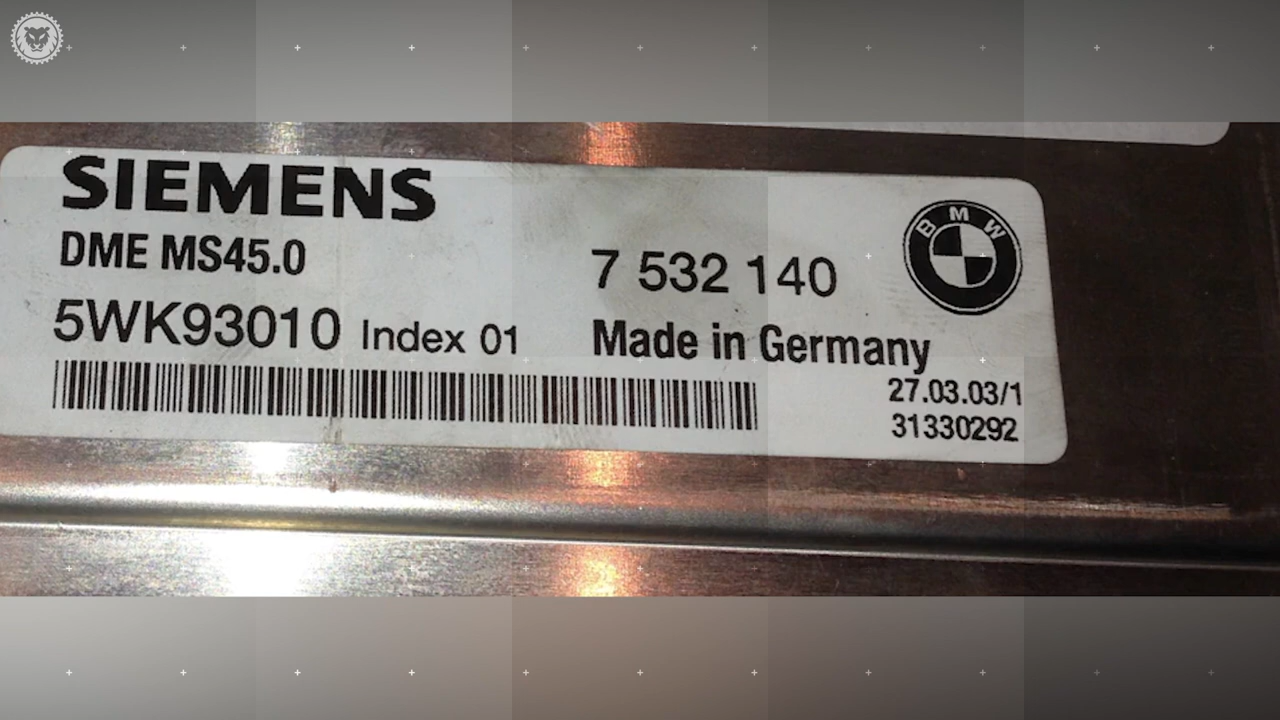 SIEMENS
DME MS45.0
7 532 140
BMW
5WK93010 Index 01
Made in Germany
27.03.03/1
31330292